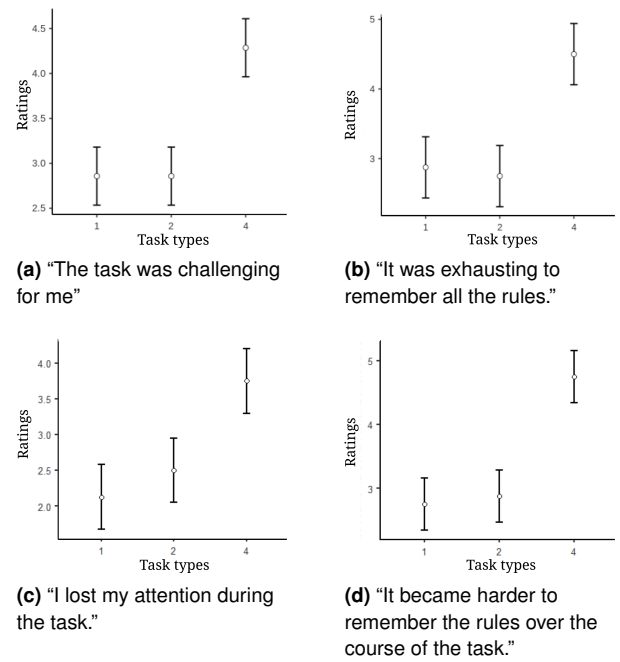 4.5
4.0
3.5
3.0
2.5
Ratings
1 2 4
Task types
5
4
3
Ratings
1 2 4
Task types
(a) “The task was challenging
for me”
(b) “It was exhausting to
remember all the rules.”
4.0
3.5
3.0
2.5
2.0
Ratings
1 2 4
Task types
5
4
3
Ratings
1 2 4
Task types
(c) “I lost my attention during
the task.”
(d) “It became harder to
remember the rules over the
course of the task.”